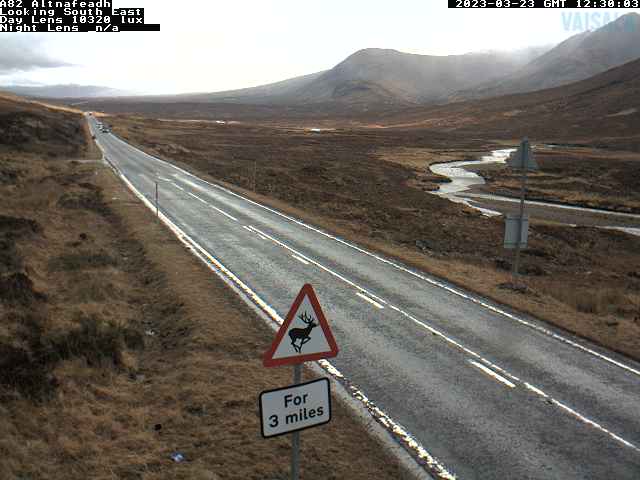 A82 Altnafeadh
Looking South East
Day Lens 10320 lux
Night Lens  n/a
2023-03-23 GMT 12:30:03
VAISALA
For
3 miles